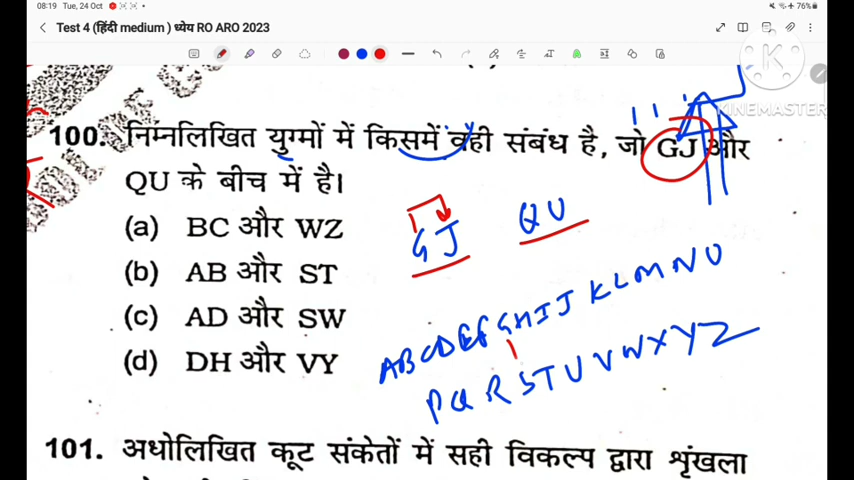 08:19 Tue, 24 Oct
76%
Test 4 (हिंदी medium ) ध्येय RO ARO 2023
KINEMASTER
100. निम्नलिखित युग्मों में किसमें वही संबंध है, जो GJ और
QU के बीच में है।
(a) BC और WZ
(b) AB और ST
(c) AD और SW
(d) DH और VY
GJ QU
ABCDEFGHIJKLMNO
PQRSTUVWXYZ
101. अधोलिखित कूट संकेतों में सही विकल्प द्वारा शृंखला